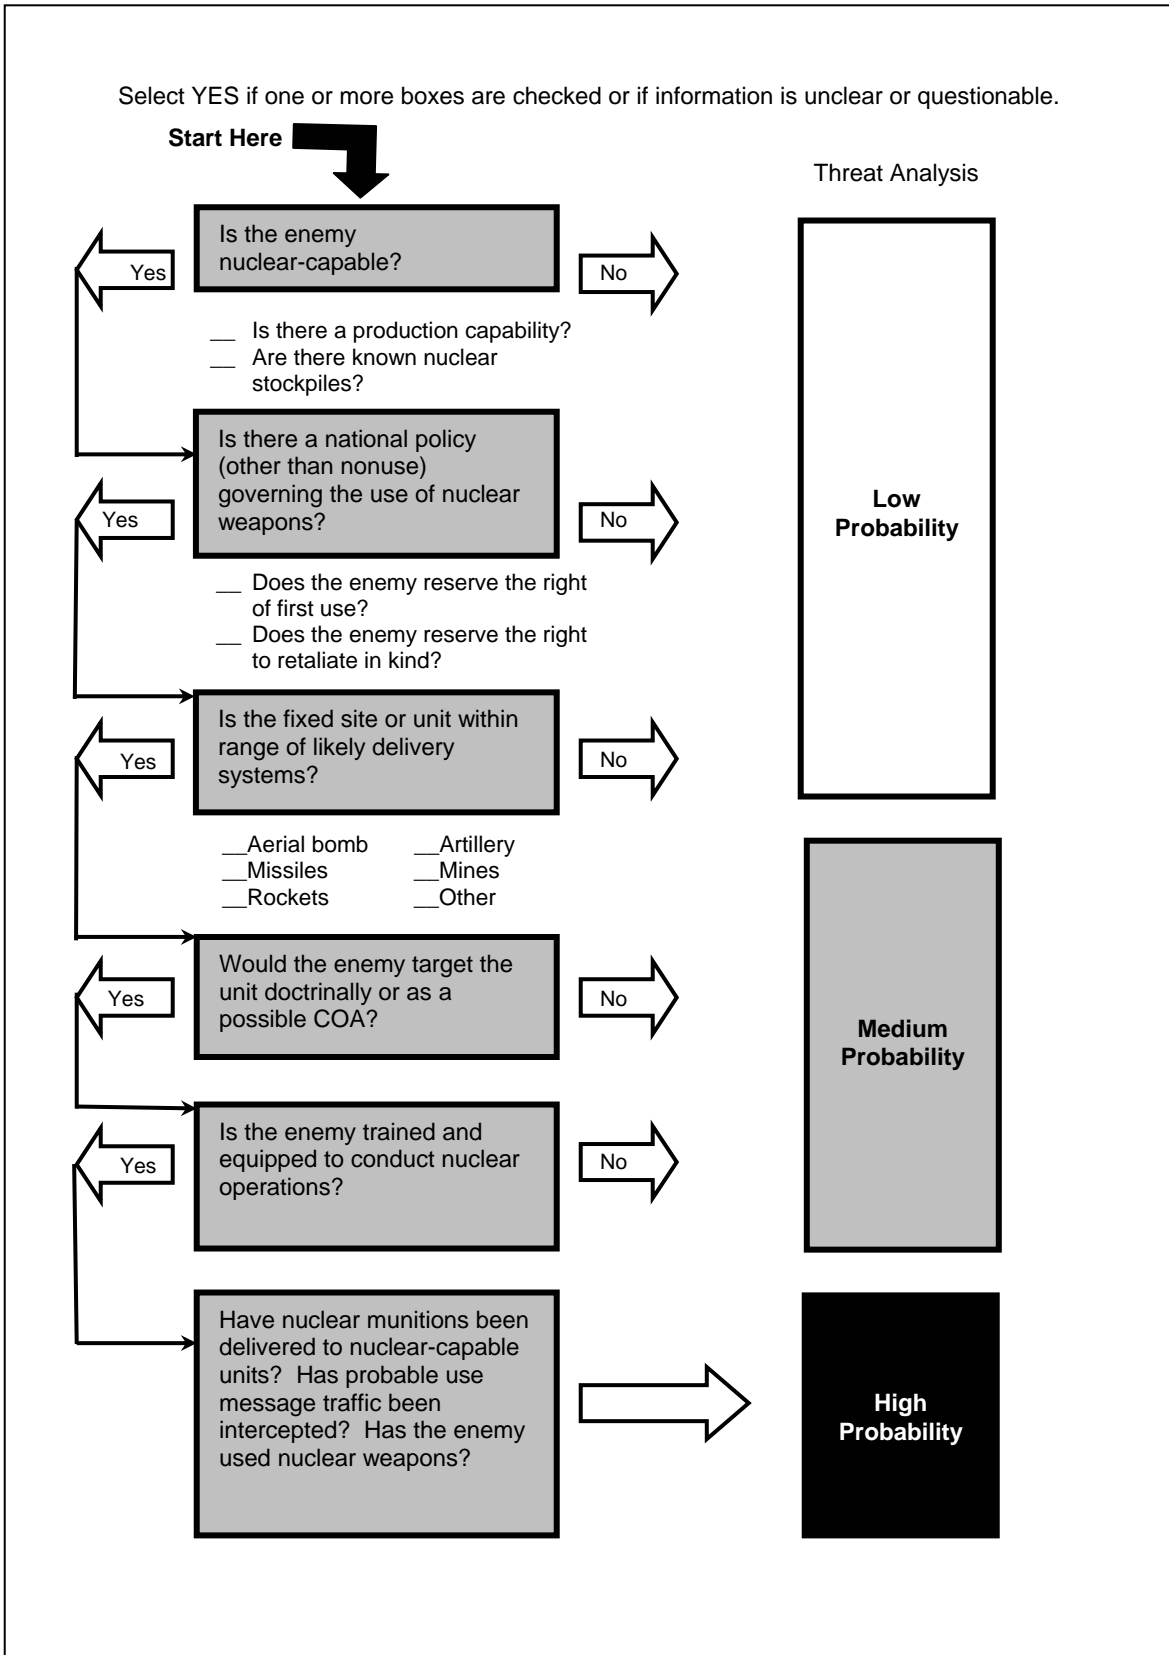 Select YES if one or more boxes are checked or if information is unclear or questionable.
Start Here
Threat Analysis
Is the enemy
nuclear-capable?
Yes
No
__ Is there a production capability?
__ Are there known nuclear
stockpiles?
Is there a national policy
(other than nonuse)
governing the use of nuclear
weapons?
Yes
No
Low
Probability
__ Does the enemy reserve the right
of first use?
__ Does the enemy reserve the right
to retaliate in kind?
Is the fixed site or unit within
range of likely delivery
systems?
Yes
No
__Aerial bomb __Artillery
__Missiles __Mines
__Rockets __Other
Would the enemy target the
unit doctrinally or as a
possible COA?
Yes
No
Medium
Probability
Is the enemy trained and
equipped to conduct nuclear
operations?
Yes
No
Have nuclear munitions been
delivered to nuclear-capable
units? Has probable use
message traffic been
intercepted? Has the enemy
used nuclear weapons?
High
Probability